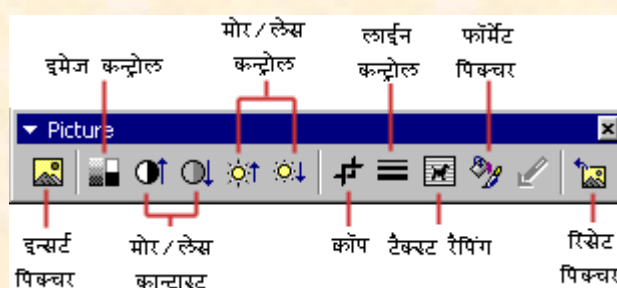 मोर/लेस
कन्ट्रोल
लाईन
कन्ट्रोल
फॉर्मेट
पिक्चर
इमेज कन्ट्रोल
Picture
इन्सर्ट
पिक्चर
मोर/लेस
कान्ट्रास्ट
कॉप
टैक्स्ट रैपिंग
रिसेट
पिक्चर